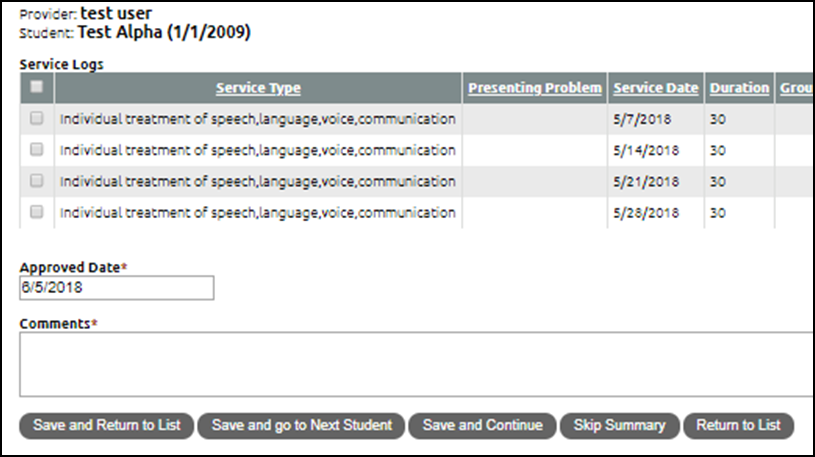 Provider: test user
Student: Test Alpha (1/1/2009)
Service Logs
Service Type Presenting Problem Service Date Duration Grou
Individual treatment of speech,language,voice,communication 5/7/2018 30
Individual treatment of speech,language,voice,communication 5/14/2018 30
Individual treatment of speech,language,voice,communication 5/21/2018 30
Individual treatment of speech,language,voice,communication 5/28/2018 30
Approved Date*
6/5/2018
Comments*
Save and Return to List Save and go to Next Student Save and Continue Skip Summary Return to List